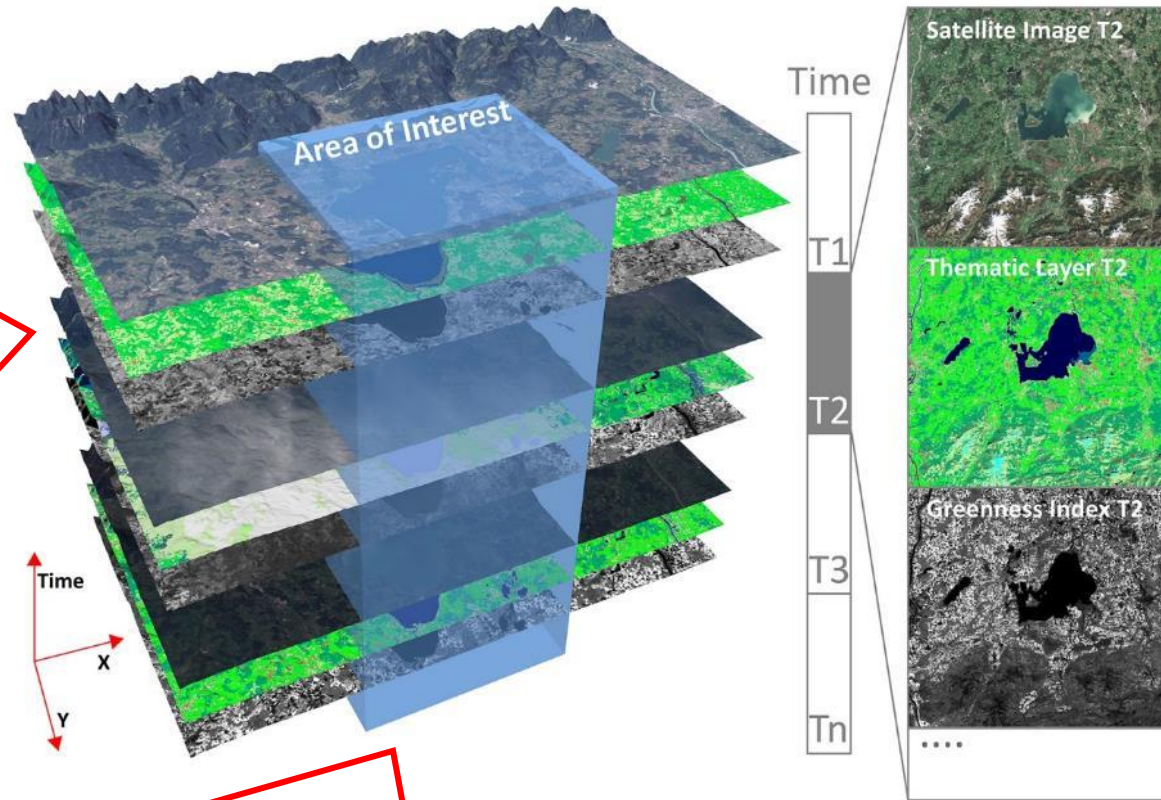 Area of Interest
Time
X
Y
Time
T1
T2
T3
Tn
Satellite Image T2
Thematic Layer T2
Greenness Index T2
....